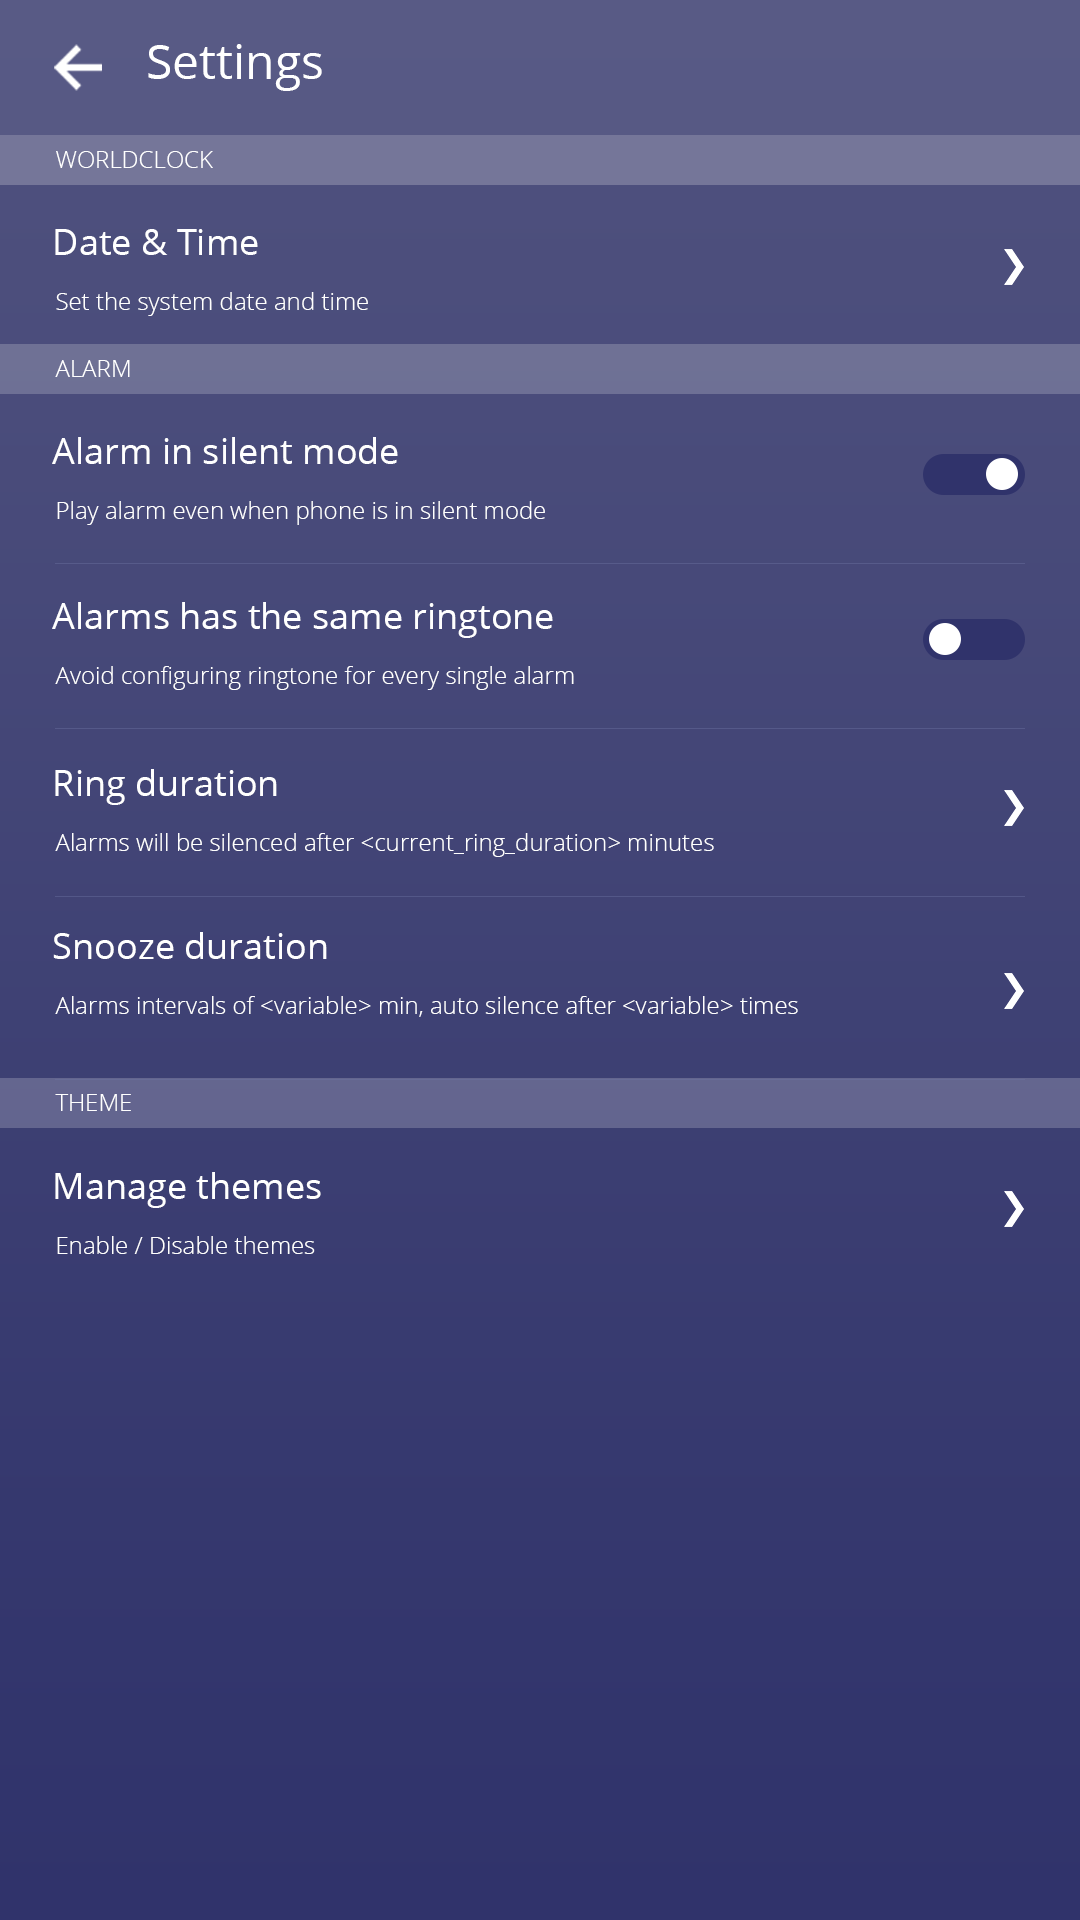 Settings
WORLDCLOCK
Date & Time
Set the system date and time
ALARM
Alarm in silent mode
Play alarm even when phone is in silent mode
Alarms has the same ringtone
Avoid configuring ringtone for every single alarm
Ring duration
Alarms will be silenced after <current_ring_duration> minutes
Snooze duration
Alarms intervals of <variable> min, auto silence after <variable> times
THEME
Manage themes
Enable / Disable themes